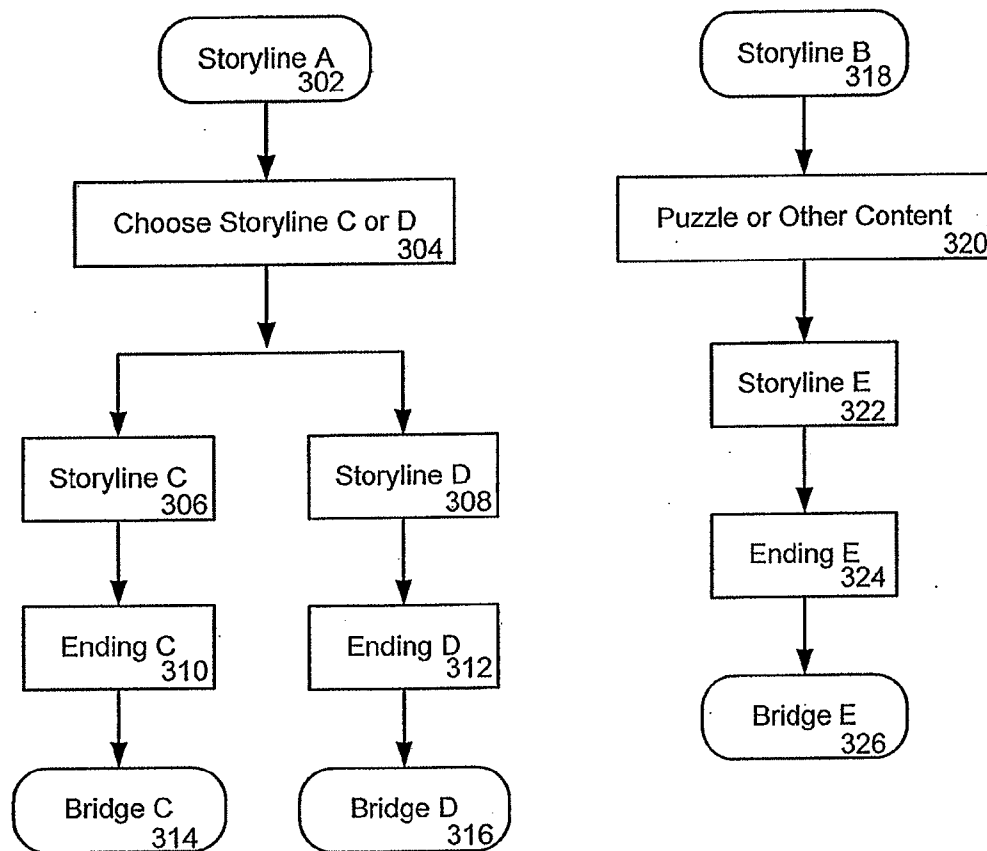 Storyline A
302
Choose Storyline C or D
304
Storyline C
306
Storyline D
308
Ending C
310
Ending D
312
Bridge C
314
Bridge D
316
Storyline B
318
Puzzle or Other Content
320
Storyline E
322
Ending E
324
Bridge E
326